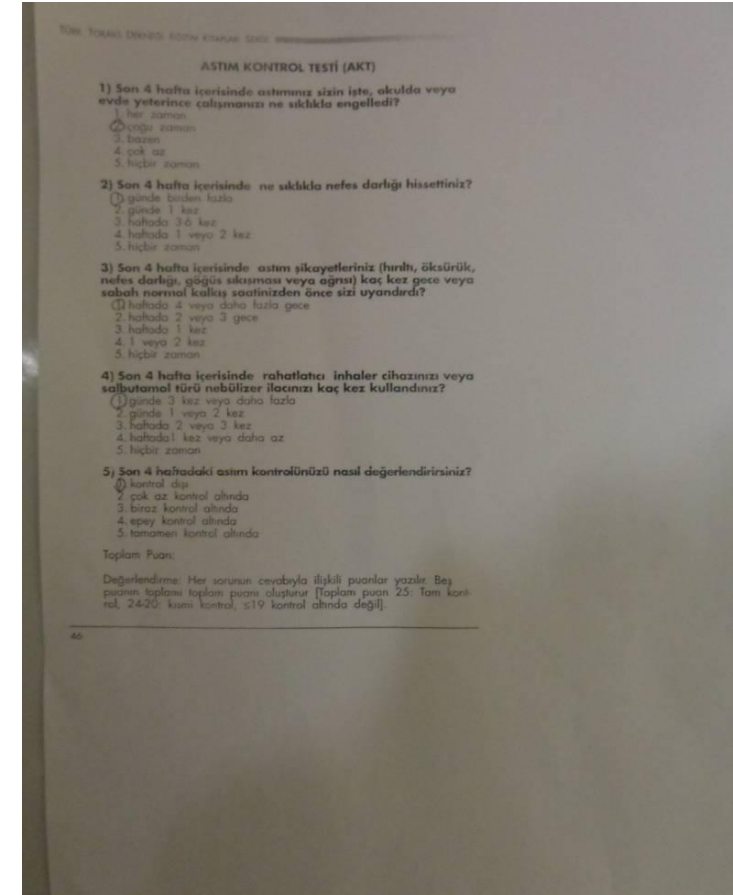 TÜRK TORAKS DERNEĞİ EĞİTİM KİTAPLARI SERİSİ
ASTIM KONTROL TESTİ (AKT)
1) Son 4 hafta içerisinde astımınız sizin işte, okulda veya
evde yeterince çalışmanızı ne sıklıkla engelledi?
1. her zaman
2. çoğu zaman
3. bazen
4. çok az
5. hiçbir zaman
2) Son 4 hafta içerisinde ne sıklıkla nefes darlığı hissettiniz?
1. günde birden fazla
2. günde 1 kez
3. haftada 3-6 kez
4. haftada 1 veya 2 kez
5. hiçbir zaman
3) Son 4 hafta içerisinde astım şikayetleriniz (hırıltı, öksürük,
nefes darlığı, göğüs sıkışması veya ağrısı) kaç kez gece veya
sabah normal kalkış saatinizden önce sizi uyandırdı?
1. haftada 4 veya daha fazla gece
2. haftada 2 veya 3 gece
3. haftada 1 kez
4. 1 veya 2 kez
5. hiçbir zaman
4) Son 4 hafta içerisinde rahatlatıcı inhaler cihazınızı veya
salbutamol türü nebülizer ilacınızı kaç kez kullandınız?
1. günde 3 kez veya daha fazla
2. günde 1 veya 2 kez
3. haftada 2 veya 3 kez
4. haftada1 kez veya daha az
5. hiçbir zaman
5) Son 4 haftadaki astım kontrolünüzü nasıl değerlendirirsiniz?
1. kontrol dışı
2. çok az kontrol altında
3. biraz kontrol altında
4. epey kontrol altında
5. tamamen kontrol altında
Toplam Puan:
Değerlendirme: Her sorunun cevabıyla ilişkili puanlar yazılır. Beş
puanın toplamı toplam puanı oluşturur [Toplam puan 25: Tam kont-
rol, 24-20: kısmi kontrol, ≤19 kontrol altında değil].
46